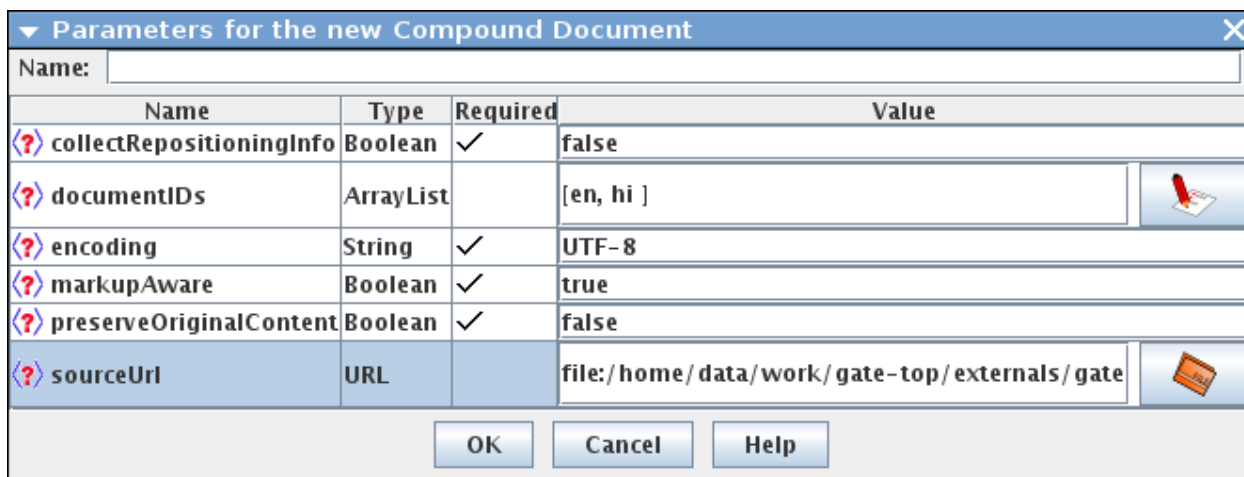 Parameters for the new Compound Document
Name:
Name Type Required Value
<?> collectRepositioningInfo Boolean ✓ false
<?> documentIDs ArrayList [en, hi ]
<?> encoding String ✓ UTF-8
<?> markupAware Boolean ✓ true
<?> preserveOriginalContent Boolean ✓ false
<?> sourceUrl URL file:/home/data/work/gate-top/externals/gate
OK Cancel Help